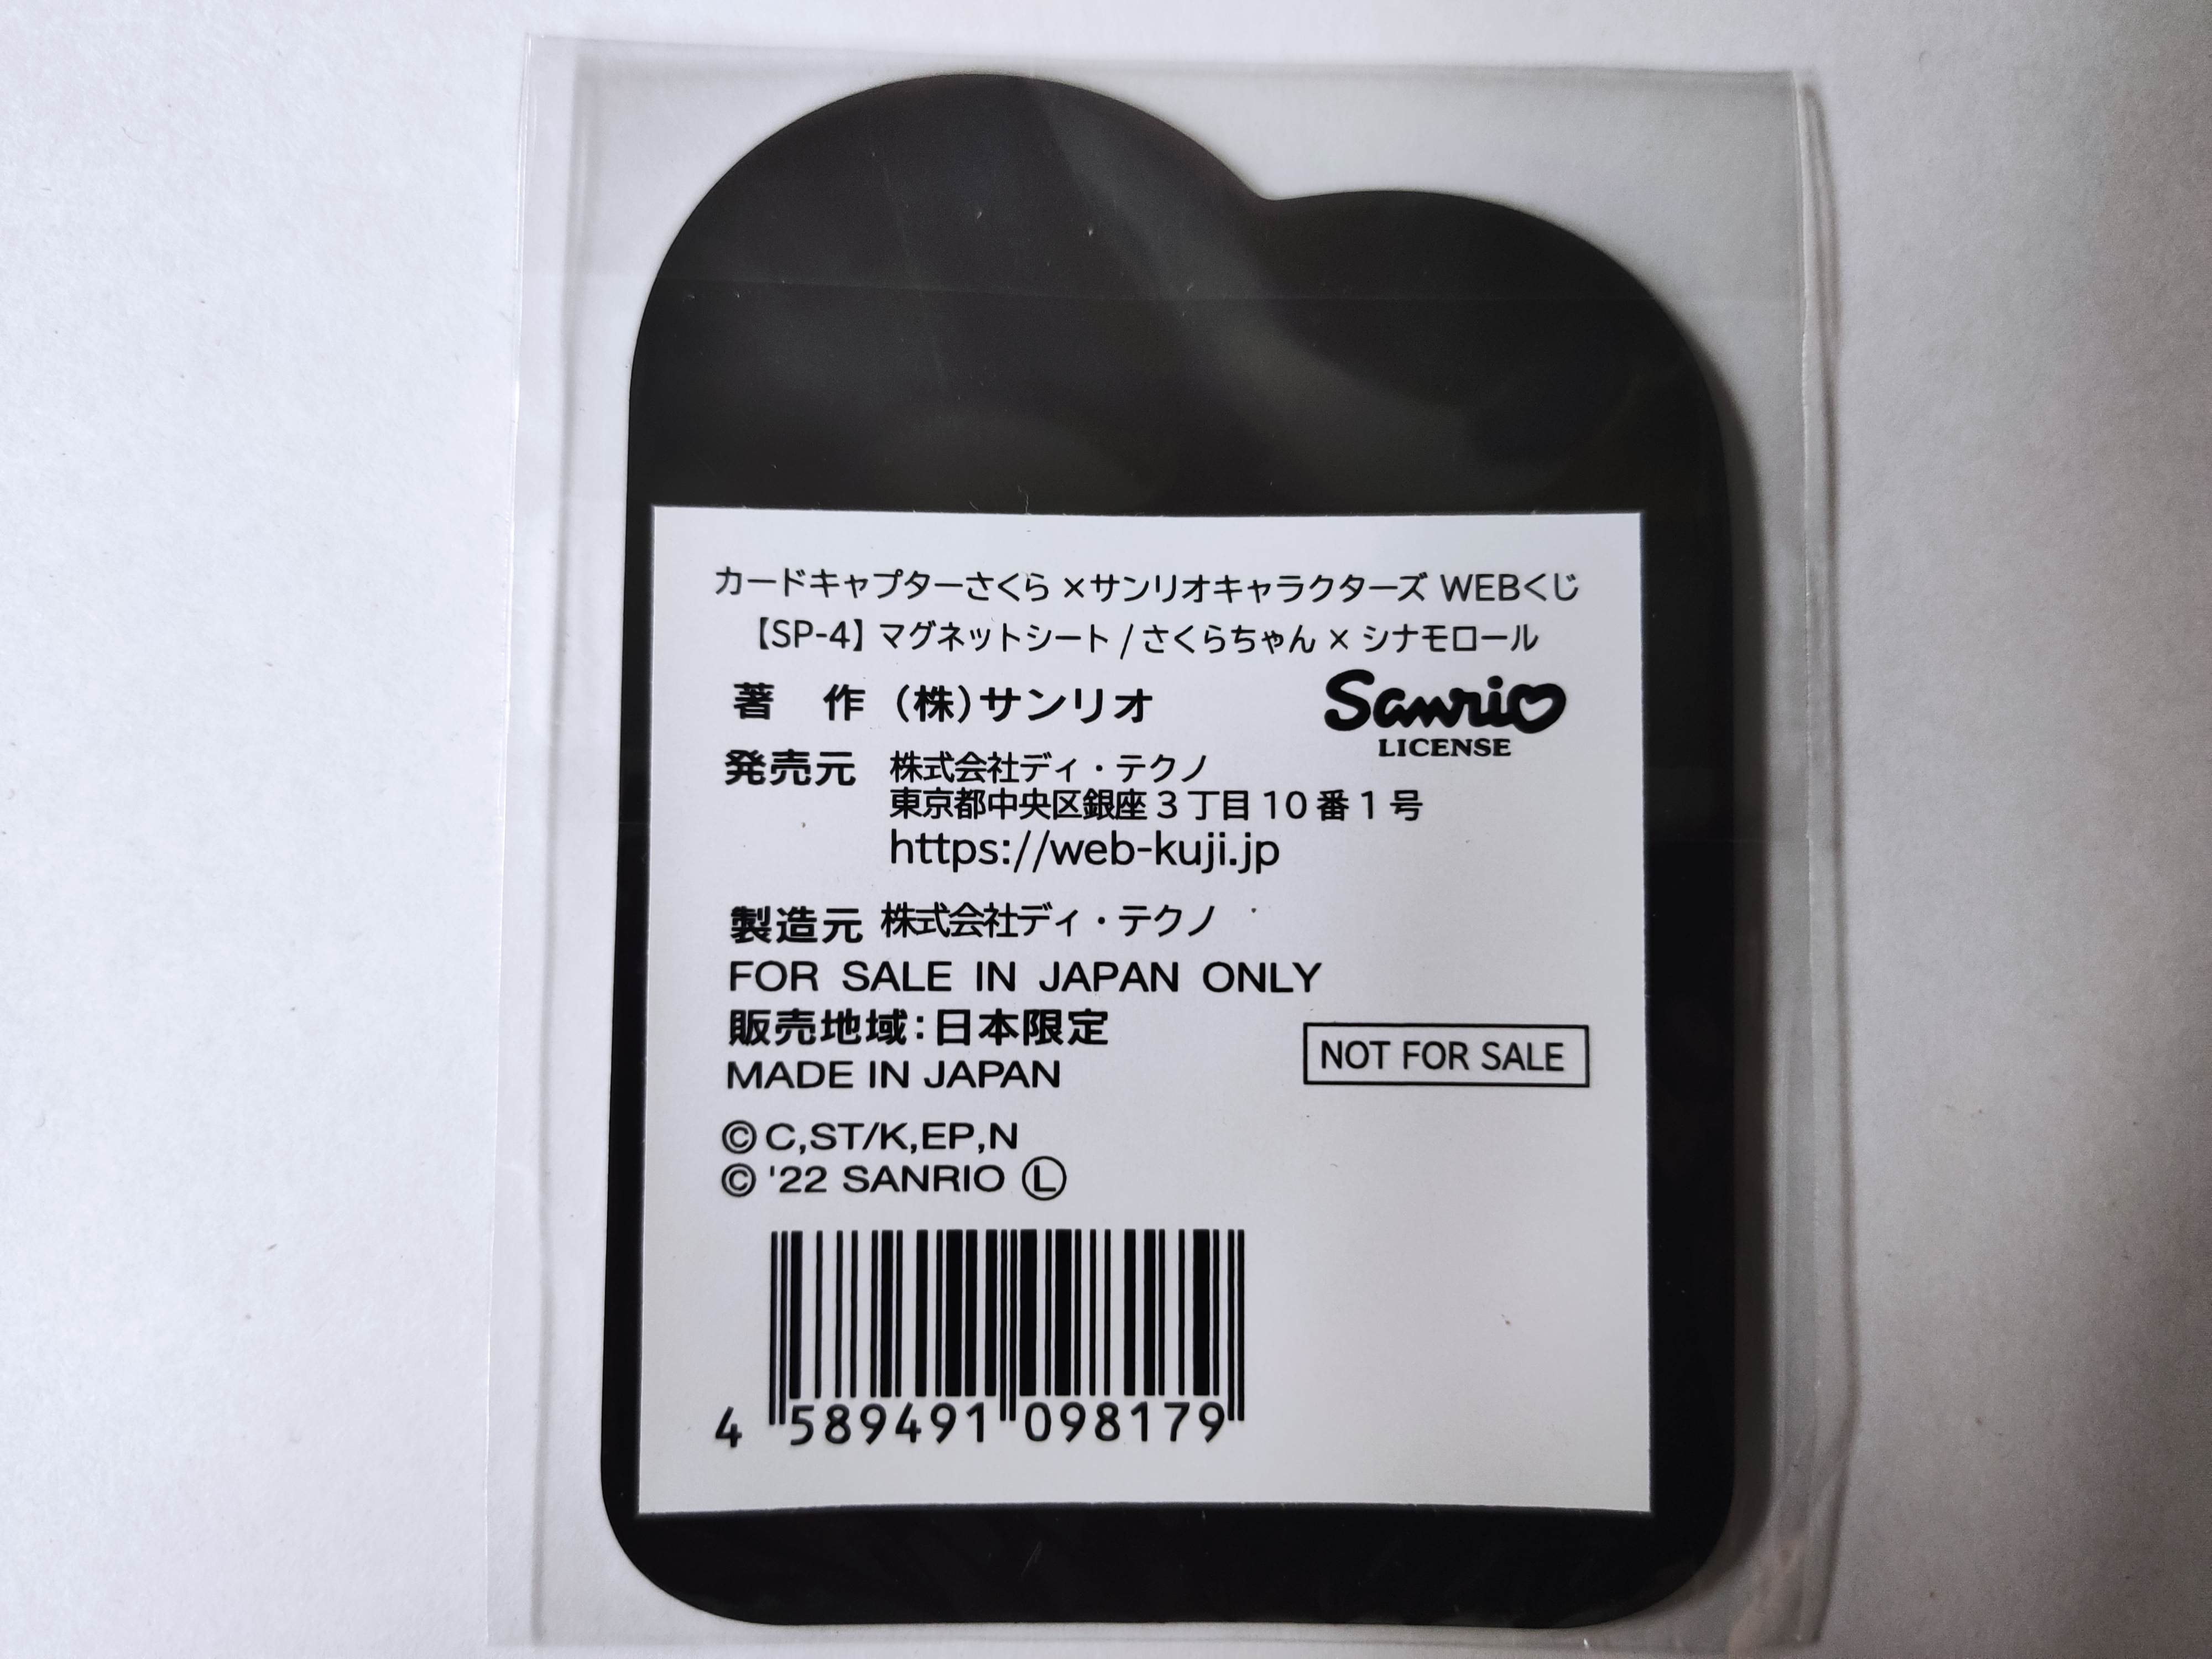 カードキャプターさくら ×サンリオキャラクターズ WEBくじ
【SP-4】マグネットシート / さくらちゃん × シナモロール
著 作 (株)サンリオ
Sanrio
LICENSE
発売元 株式会社ディ・テクノ
東京都中央区銀座3丁目10番1号
https://web-kuji.jp
製造元 株式会社ディ・テクノ
FOR SALE IN JAPAN ONLY
販売地域:日本限定
MADE IN JAPAN
NOT FOR SALE
©C,ST/K,EP,N
© '22 SANRIO Ⓛ
4 589491 098179